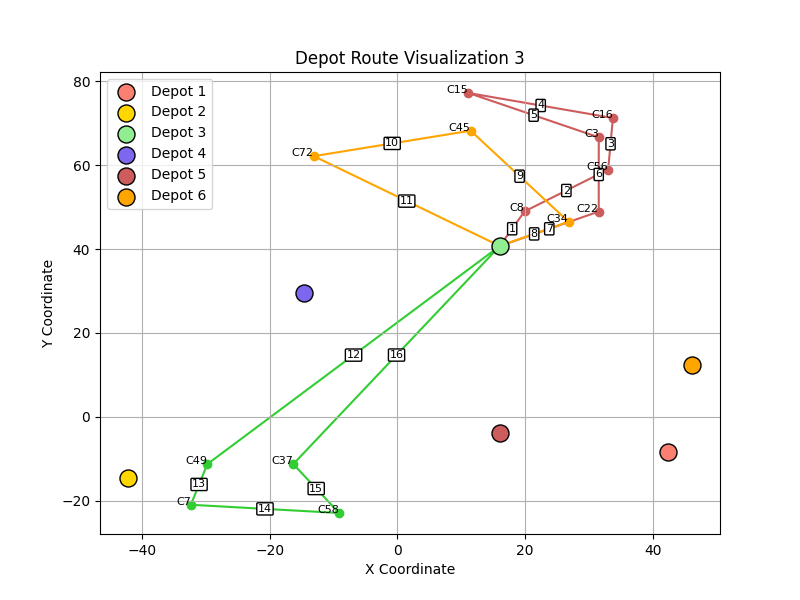 Depot Route Visualization 3
Depot 1
Depot 2
Depot 3
Depot 4
Depot 5
Depot 6
80
60
40
20
0
−20
Y Coordinate
C15
4
5
C16
C3
3
C45
10
C72
C56
6
9
2
11
C8
C22
C34
1
8
7
12
16
C49
C37
13
15
C7
14
C58
−40
−20
0
20
40
X Coordinate